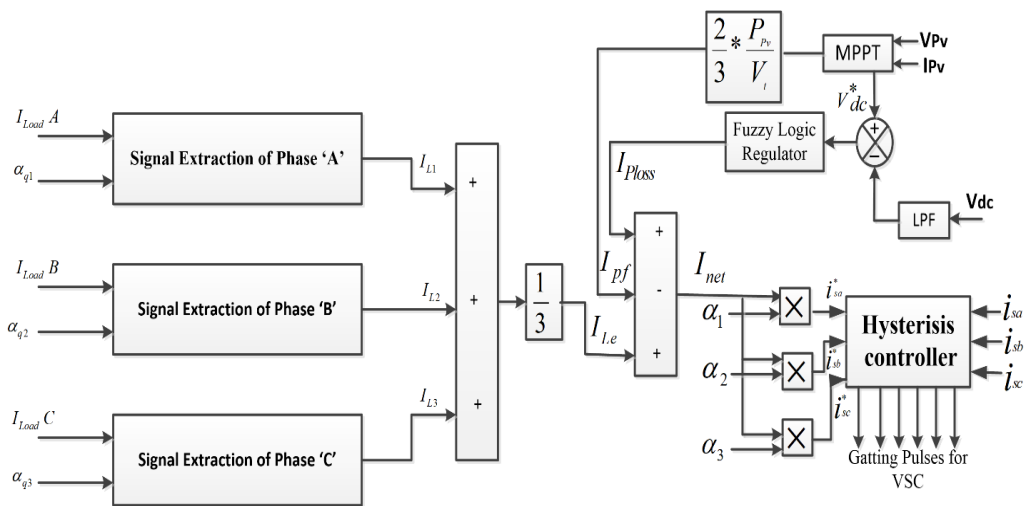 I_Load A
α_q1
Signal Extraction of Phase ‘A’
I_L1
I_Load B
α_q2
Signal Extraction of Phase ‘B’
I_L2
I_Load C
α_q3
Signal Extraction of Phase ‘C’
I_L3
+
+
+
1
3
I_Le
2
3
*
P_pv
V_t
MPPT
VPv
IPv
V*_dc
+
−
Fuzzy Logic
Regulator
I_Ploss
LPF
Vdc
I_pf
+
-
+
I_net
α_1
α_2
α_3
×
×
×
i*_sa
i*_sb
i*_sc
Hysterisis
controller
i_sa
i_sb
i_sc
Gatting Pulses for
VSC